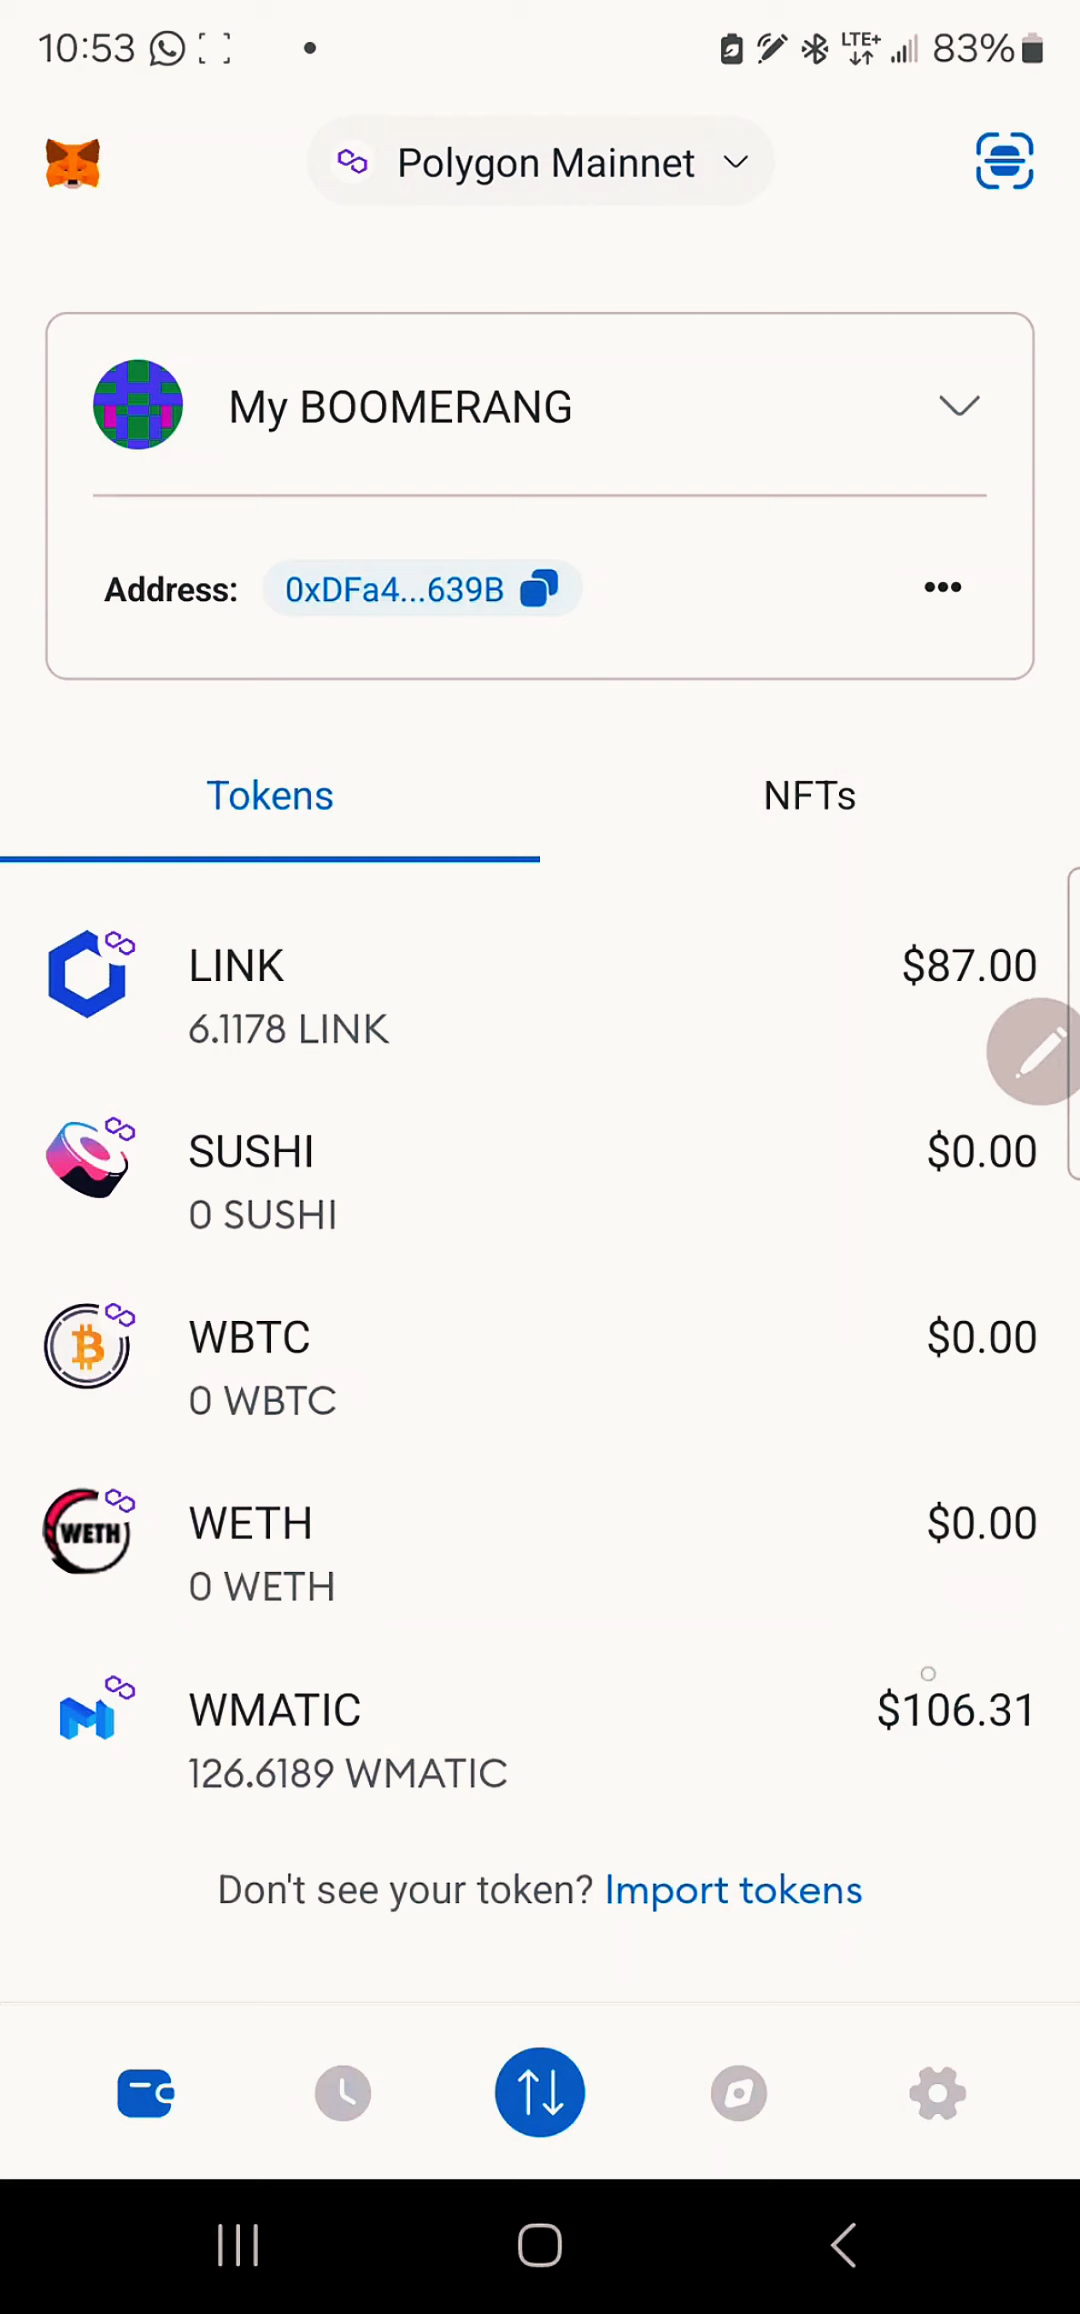 10:53
LTE+
83%
Polygon Mainnet
My BOOMERANG
Address: 0xDFa4...639B
Tokens
NFTs
LINK
$87.00
6.1178 LINK
SUSHI
$0.00
0 SUSHI
WBTC
$0.00
0 WBTC
WETH
WETH
$0.00
0 WETH
WMATIC
$106.31
126.6189 WMATIC
Don't see your token? Import tokens